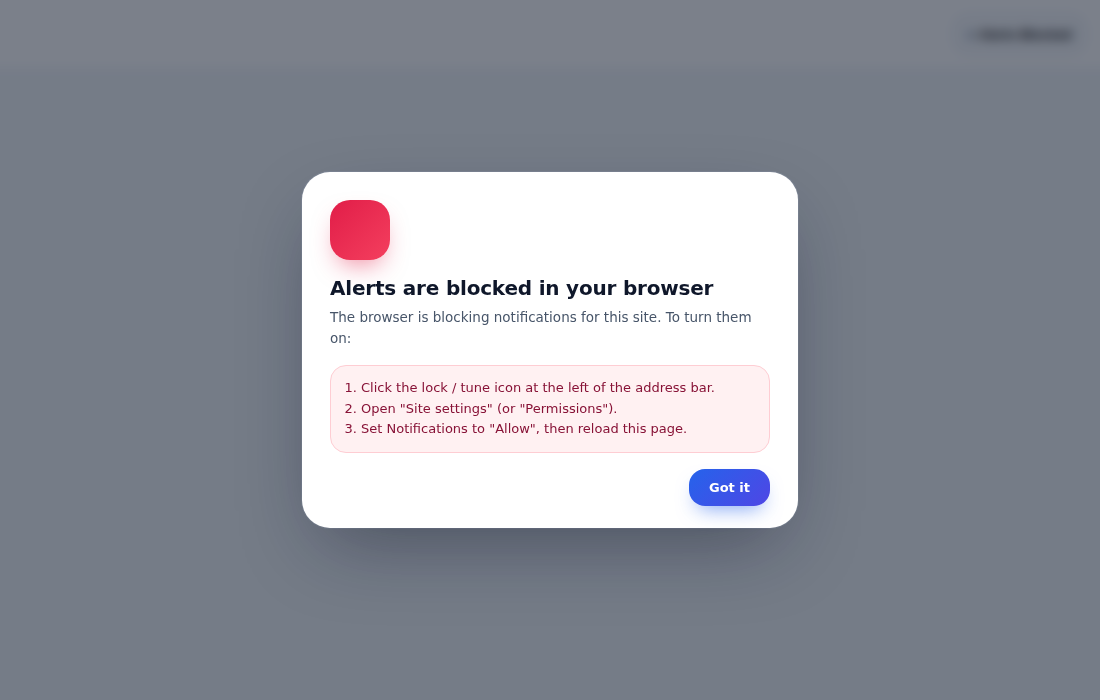 Alerts are blocked in your browser
The browser is blocking notifications for this site. To turn them
on:
1. Click the lock / tune icon at the left of the address bar.
2. Open "Site settings" (or "Permissions").
3. Set Notifications to "Allow", then reload this page.
Got it